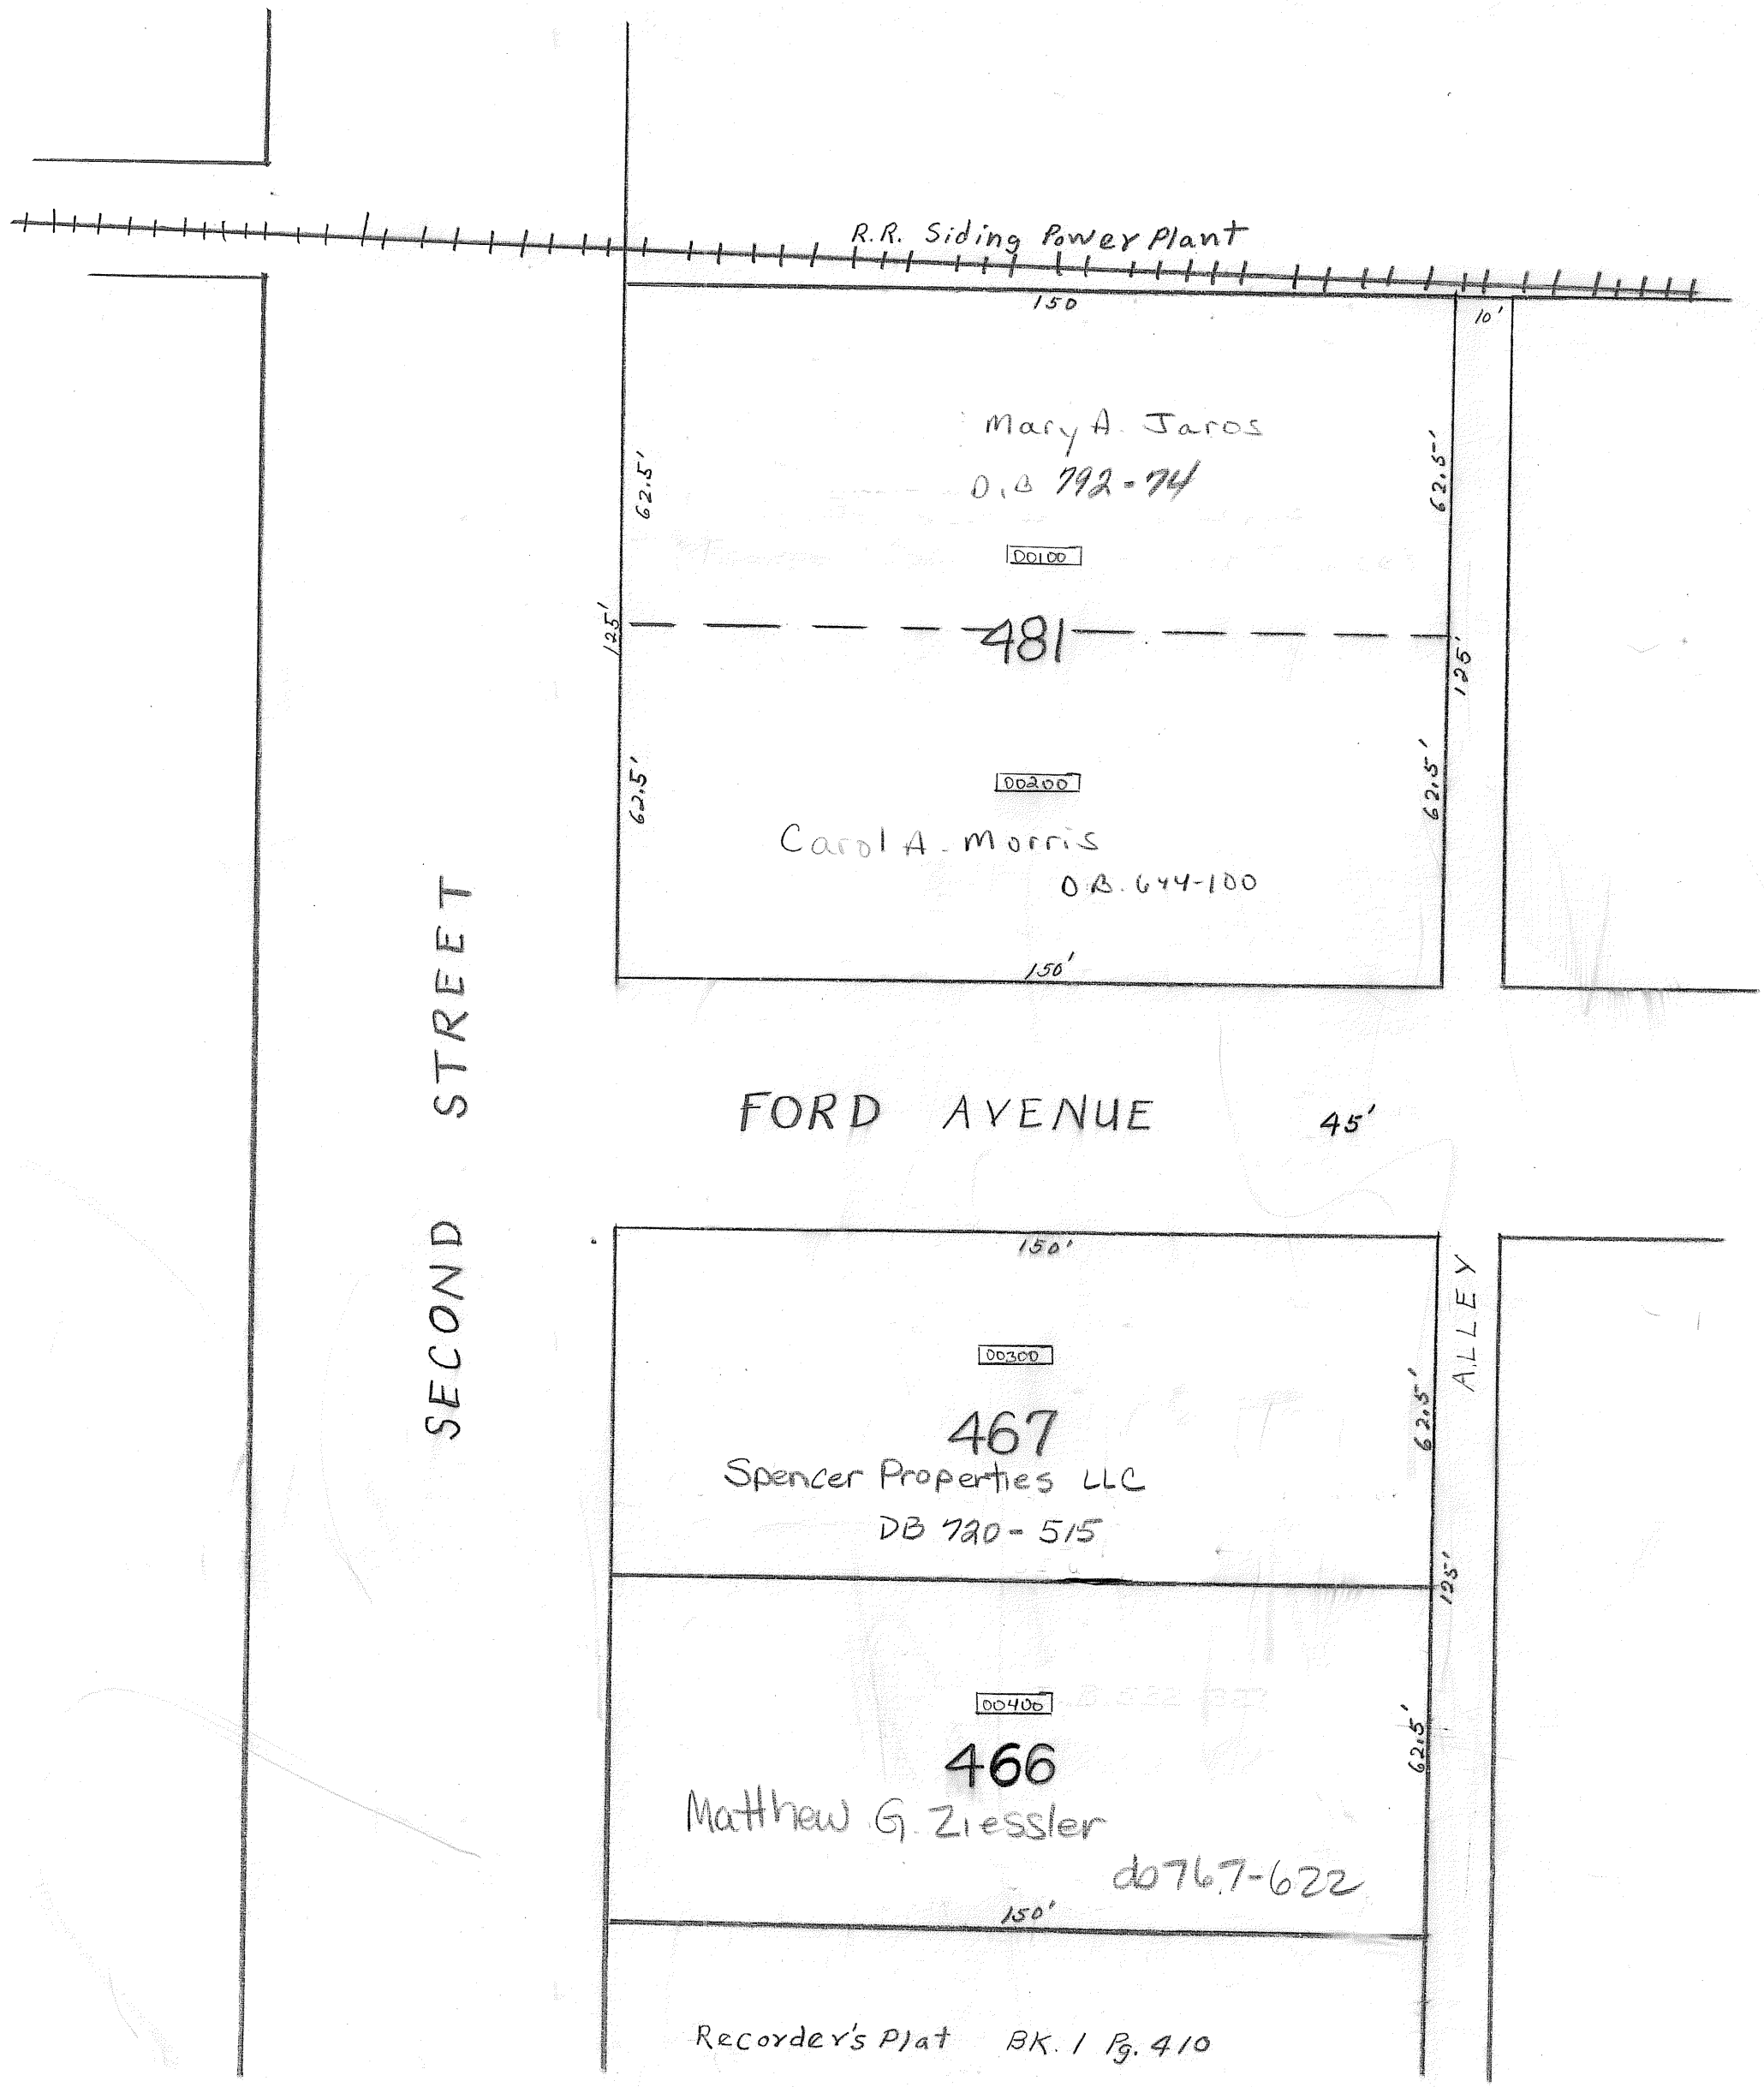 R.R. Siding Power Plant
150
10'
Mary A. Jaros
D.B 792-74
62.5'
62.5'
00100
125'
481
125'
62.5'
00200
62.5'
Carol A. Morris
D.B. 644-100
150'
SECOND STREET
FORD AVENUE 45'
150'
ALLEY
00300
467
62.5'
Spencer Properties LLC
DB 720-515
125'
00400
466
62.5'
Matthew G. Ziessler
db 767-622
150'
Recorder's Plat BK. 1 Pg. 410